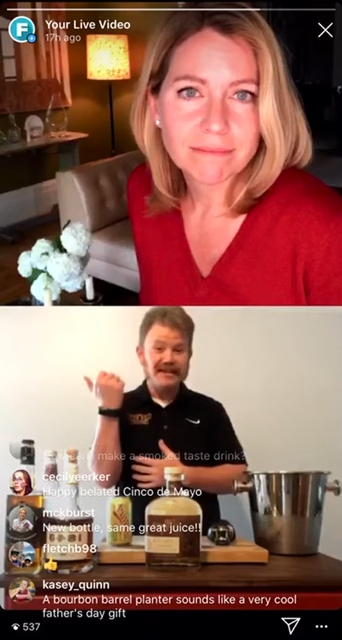 Your Live Video
17h ago
make a smoked taste drink?
cecilyeerker
Happy belated Cinco de Mayo
mckburst
New bottle, same great juice!!
fletchb98
👍
kasey_quinn
A bourbon barrel planter sounds like a very cool
father's day gift
537